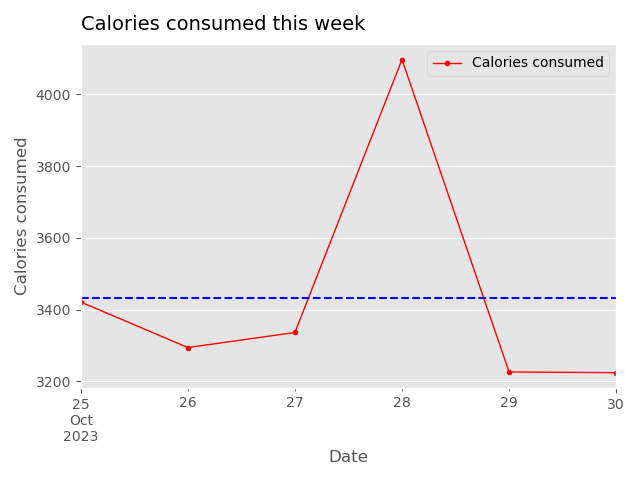 Calories consumed this week
Calories consumed
4000
3800
3600
3400
3200
Calories consumed
25 26 27 28 29 30
Oct
2023
Date